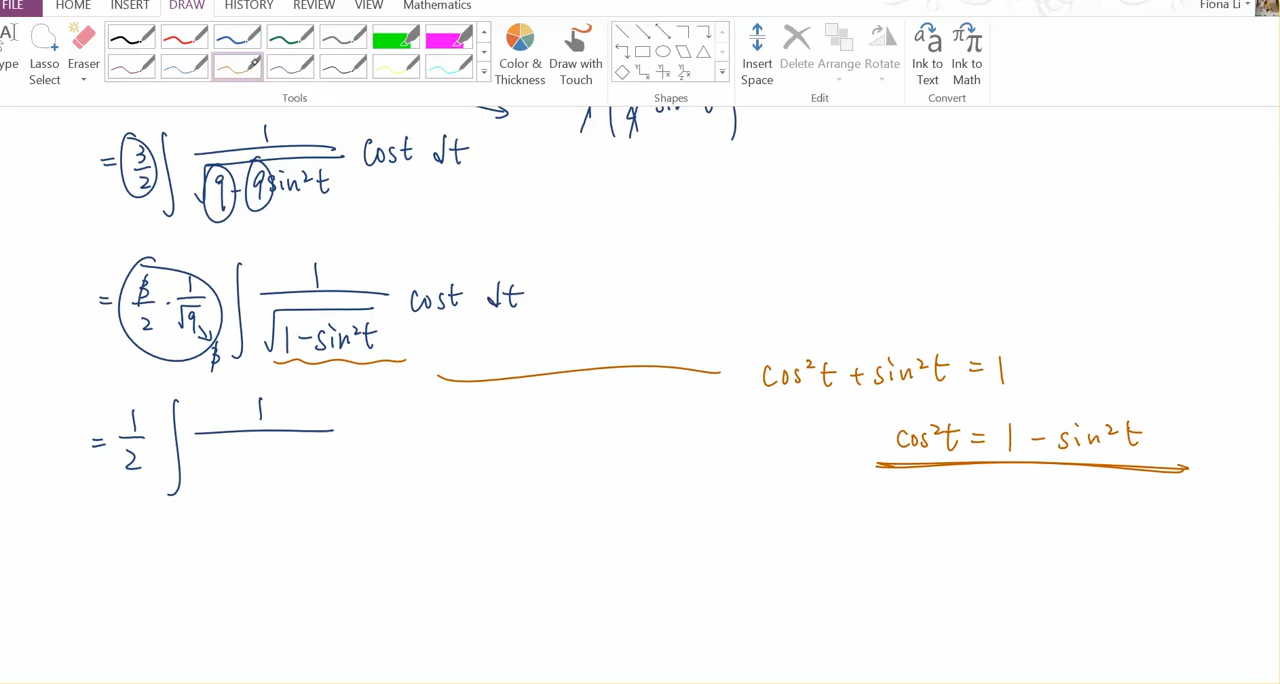 FILE HOME INSERT DRAW HISTORY REVIEW VIEW Mathematics Fiona Li
Type Lasso Select Eraser Color & Thickness Draw with Touch Insert Space Delete Arrange Rotate Ink to Text Ink to Math
Tools Shapes Edit Convert
= 3/2 ∫ 1/√(9 - 9sin²t) cost dt
= 3/2 · 1/√9 ∫ 1/√(1 - sin²t) cost dt
3
cos²t + sin²t = 1
cos²t = 1 - sin²t
= 1/2 ∫ 1